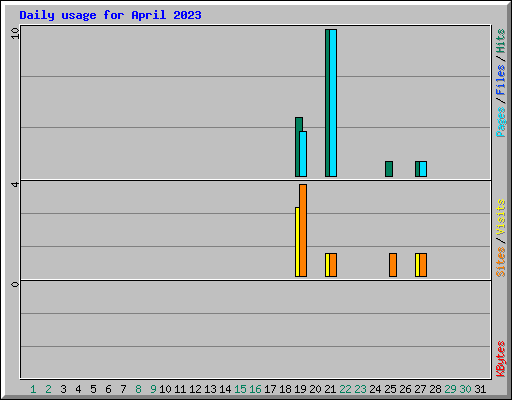 Daily usage for April 2023
10
4
0
Pages / Files / Hits
Sites / Visits
KBytes
1 2 3 4 5 6 7 8 9 10 11 12 13 14 15 16 17 18 19 20 21 22 23 24 25 26 27 28 29 30 31